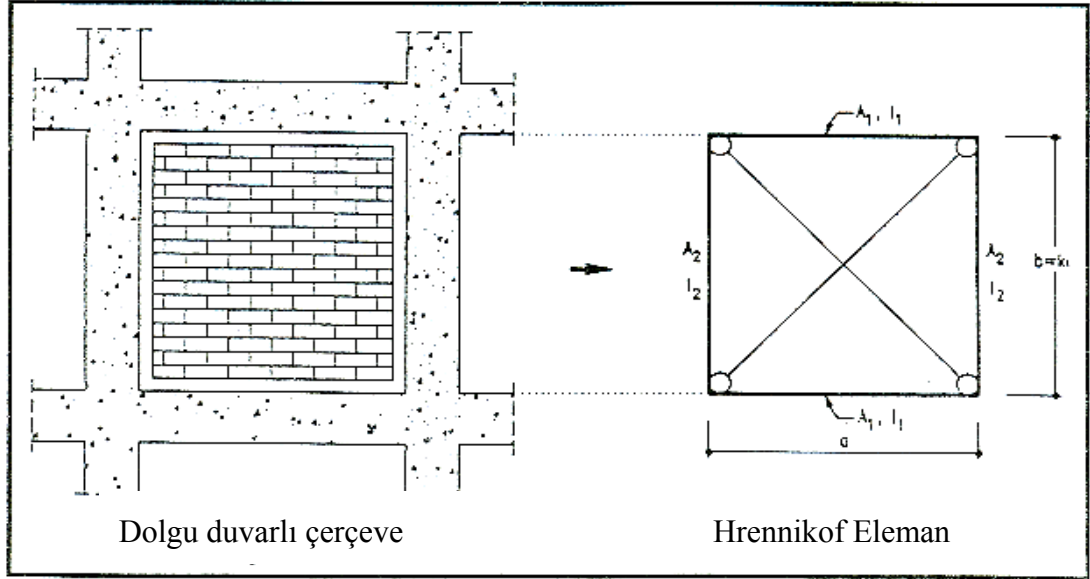 A₁, I₁
A₂
I₂
A₂
I₂
A₁, I₁
a
Dolgu duvarlı çerçeve
Hrennikof Eleman